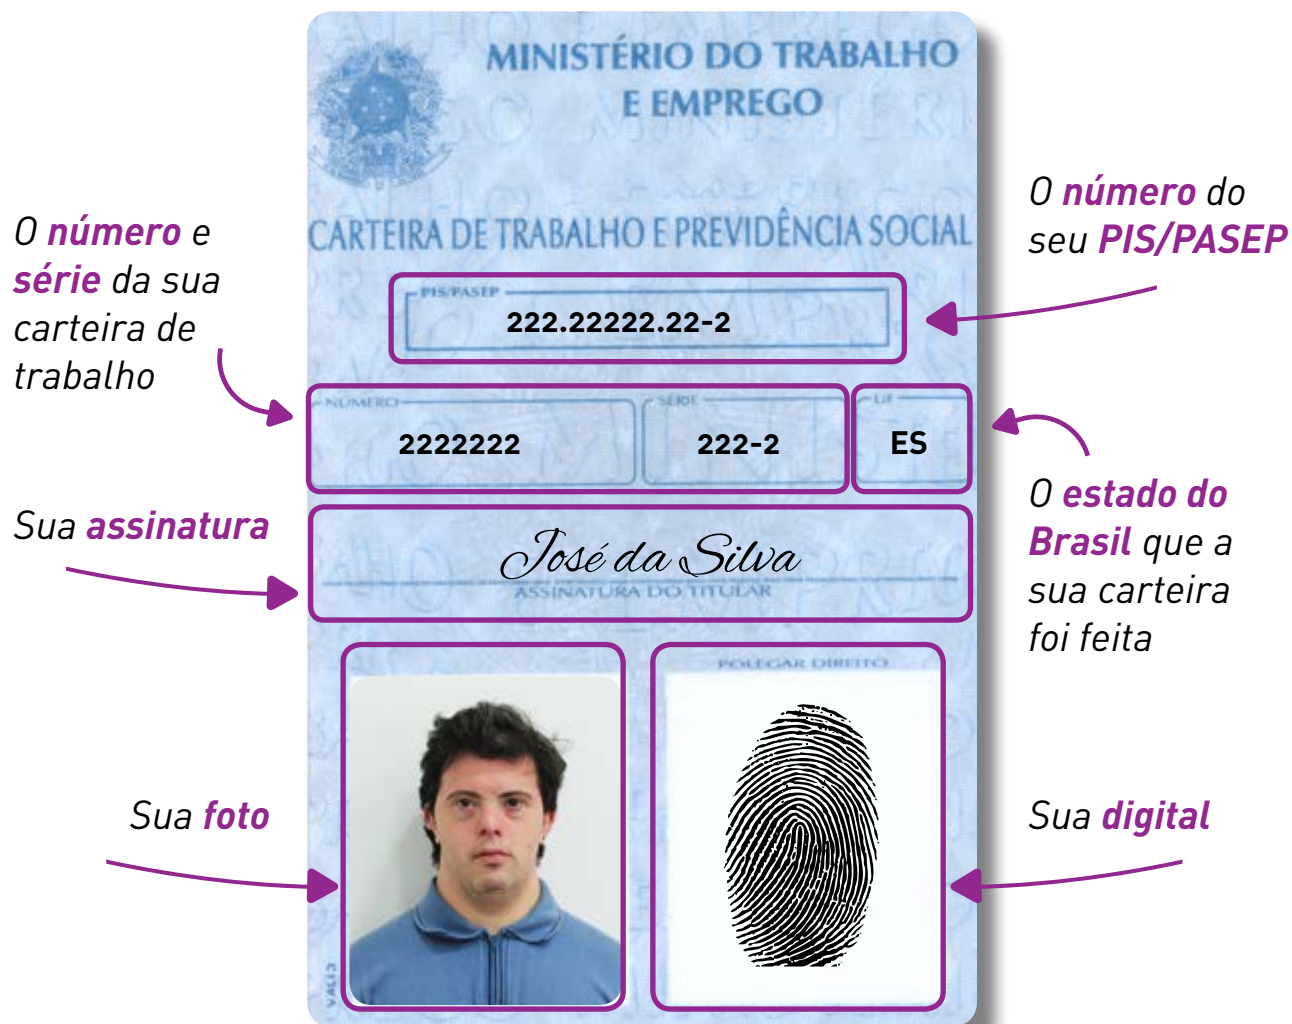 MINISTÉRIO DO TRABALHO
E EMPREGO
CARTEIRA DE TRABALHO E PREVIDÊNCIA SOCIAL
PIS/PASEP
222.22222.22-2
NÚMERO
2222222
SÉRIE
222-2
UF
ES
José da Silva
ASSINATURA DO TITULAR
POLEGAR DIREITO
O número e
série da sua
carteira de
trabalho
Sua assinatura
Sua foto
O número do
seu PIS/PASEP
O estado do
Brasil que a
sua carteira
foi feita
Sua digital